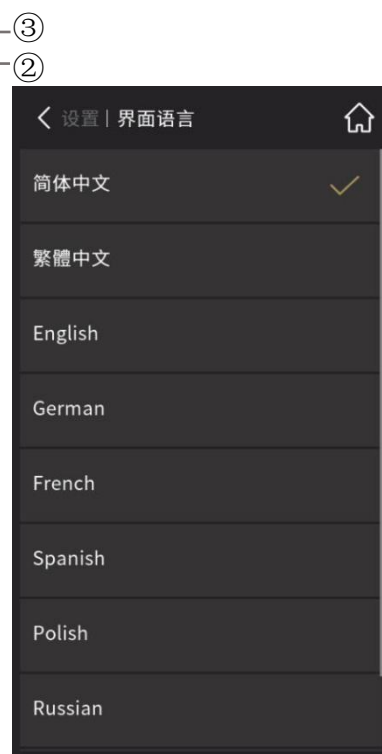 ③
②
设置 | 界面语言
简体中文
繁體中文
English
German
French
Spanish
Polish
Russian